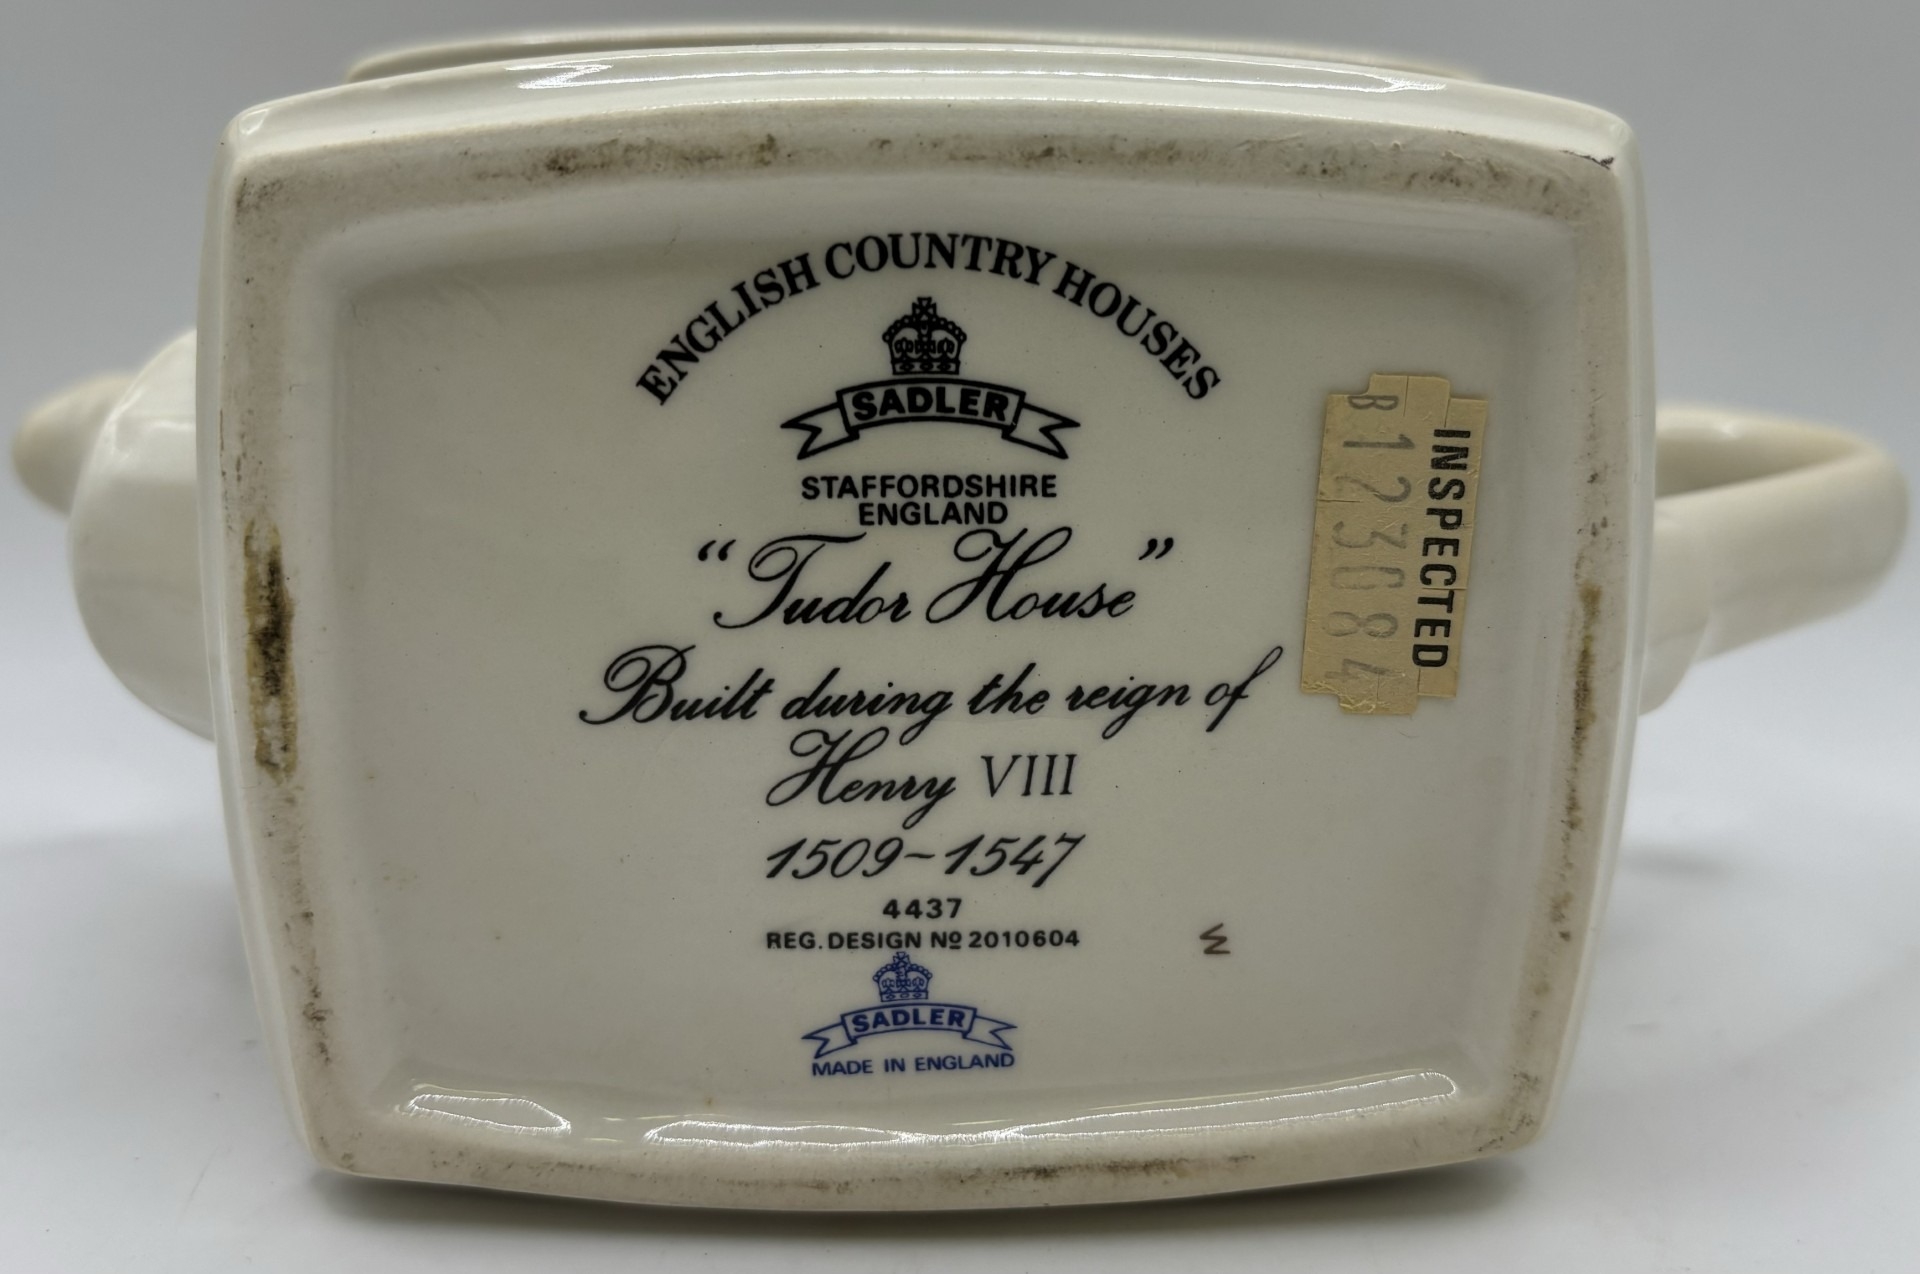 ENGLISH COUNTRY HOUSES
SADLER
STAFFORDSHIRE
ENGLAND
“Tudor House”
Built during the reign of
Henry VIII
1509-1547
4437
REG. DESIGN Nº 2010604
SADLER
MADE IN ENGLAND
INSPECTED
B123084